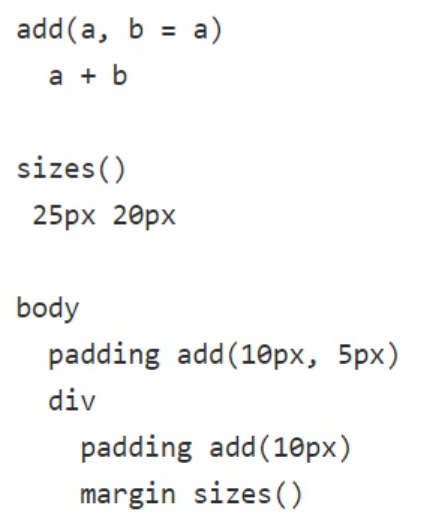 add(a, b = a)
  a + b

sizes()
 25px 20px

body
  padding add(10px, 5px)
  div
    padding add(10px)
    margin sizes()